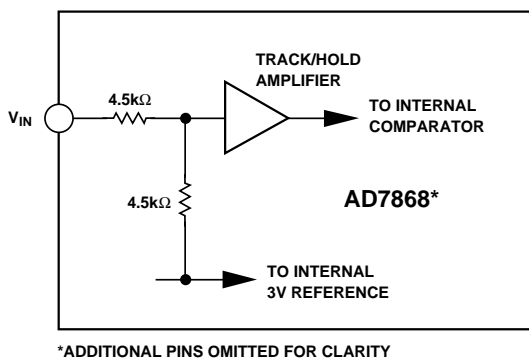 TRACK/HOLD
AMPLIFIER
4.5kΩ
VIN
TO INTERNAL
COMPARATOR
4.5kΩ
AD7868*
TO INTERNAL
3V REFERENCE
*ADDITIONAL PINS OMITTED FOR CLARITY